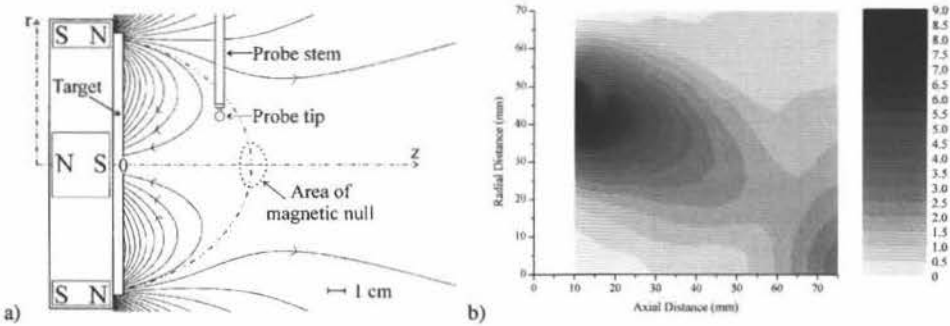 r
S N
Probe stem
Target
Probe tip
N S
0
z
Area of
magnetic null
S N
1 cm
a)
70
60
50
40
30
20
10
0
Radial Distance (mm)
0 10 20 30 40 50 60 70
Axial Distance (mm)
9.0
8.5
8.0
7.5
7.0
6.5
6.0
5.5
5.0
4.5
4.0
3.5
3.0
2.5
2.0
1.5
1.0
0.5
0
b)